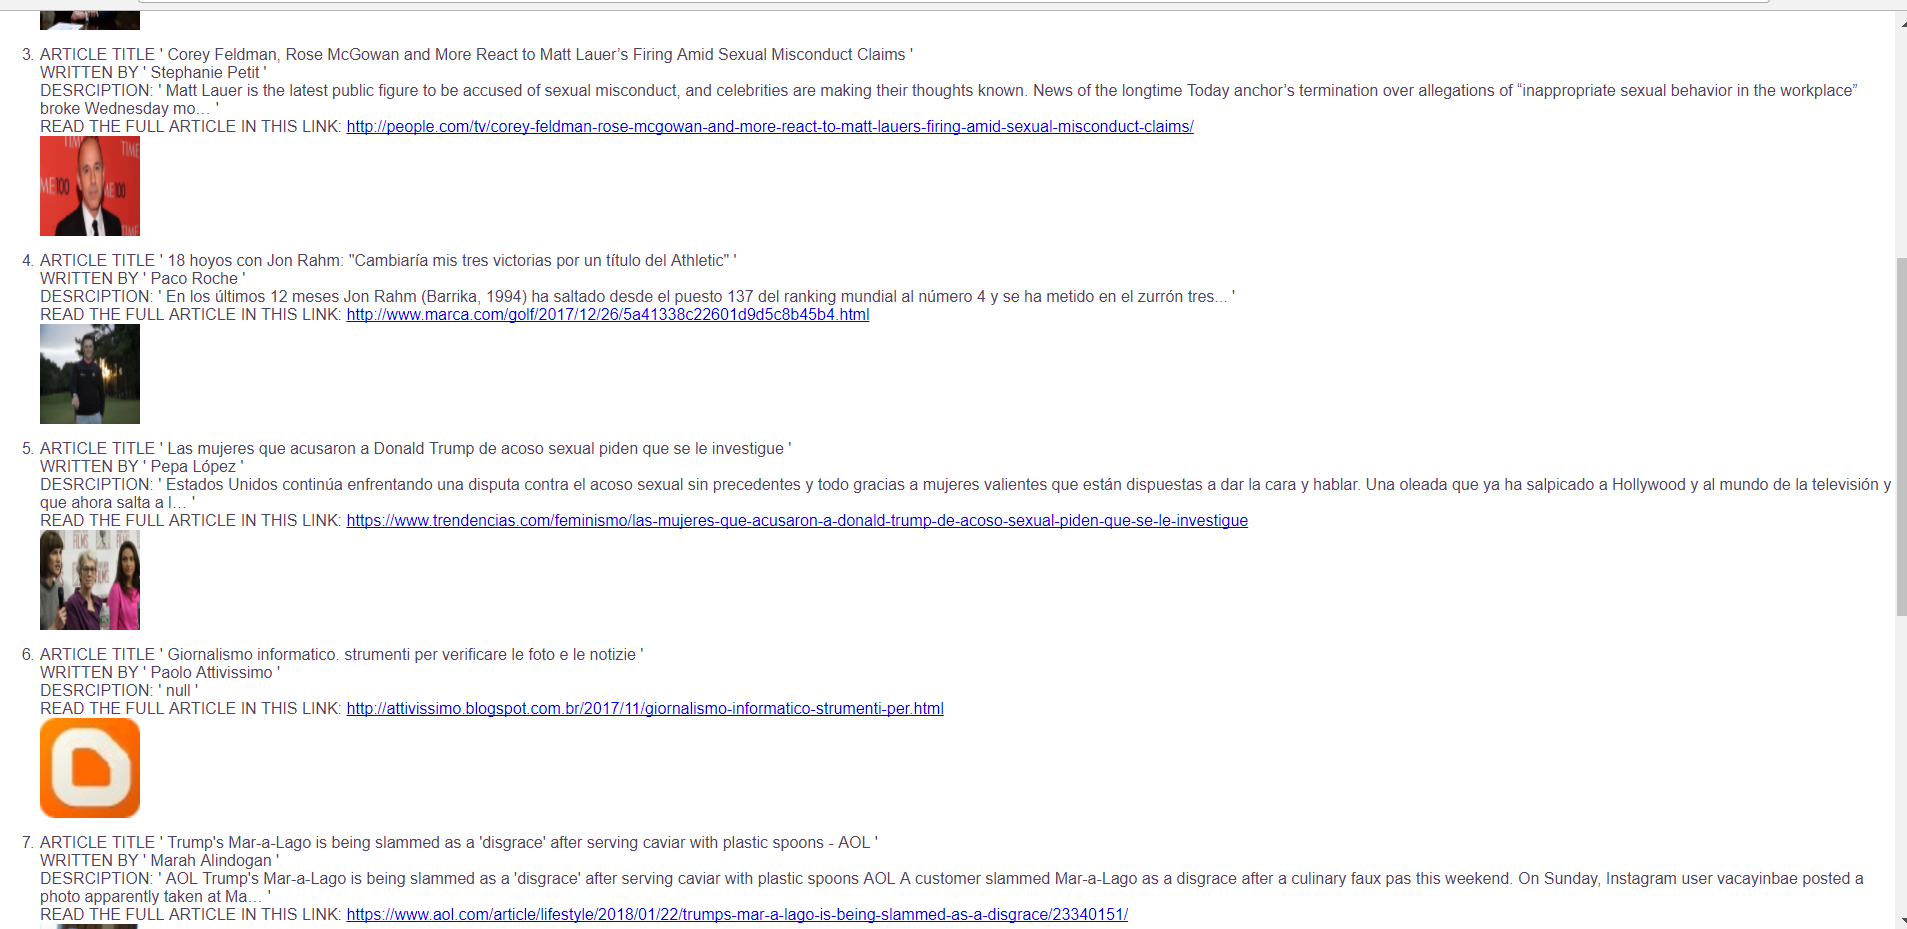 3. ARTICLE TITLE ' Corey Feldman, Rose McGowan and More React to Matt Lauer’s Firing Amid Sexual Misconduct Claims '
WRITTEN BY ' Stephanie Petit '
DESRCIPTION: ' Matt Lauer is the latest public figure to be accused of sexual misconduct, and celebrities are making their thoughts known. News of the longtime Today anchor’s termination over allegations of “inappropriate sexual behavior in the workplace”
broke Wednesday mo… '
READ THE FULL ARTICLE IN THIS LINK: http://people.com/tv/corey-feldman-rose-mcgowan-and-more-react-to-matt-lauers-firing-amid-sexual-misconduct-claims/
TIME
ME100
TIME
4. ARTICLE TITLE ' 18 hoyos con Jon Rahm: "Cambiaría mis tres victorias por un título del Athletic" '
WRITTEN BY ' Paco Roche '
DESRCIPTION: ' En los últimos 12 meses Jon Rahm (Barrika, 1994) ha saltado desde el puesto 137 del ranking mundial al número 4 y se ha metido en el zurrón tres... '
READ THE FULL ARTICLE IN THIS LINK: http://www.marca.com/golf/2017/12/26/5a41338c22601d9d5c8b45b4.html
5. ARTICLE TITLE ' Las mujeres que acusaron a Donald Trump de acoso sexual piden que se le investigue '
WRITTEN BY ' Pepa López '
DESRCIPTION: ' Estados Unidos continúa enfrentando una disputa contra el acoso sexual sin precedentes y todo gracias a mujeres valientes que están dispuestas a dar la cara y hablar. Una oleada que ya ha salpicado a Hollywood y al mundo de la televisión y
que ahora salta a l… '
READ THE FULL ARTICLE IN THIS LINK: https://www.trendencias.com/feminismo/las-mujeres-que-acusaron-a-donald-trump-de-acoso-sexual-piden-que-se-le-investigue
FILMS
6. ARTICLE TITLE ' Giornalismo informatico. strumenti per verificare le foto e le notizie '
WRITTEN BY ' Paolo Attivissimo '
DESRCIPTION: ' null '
READ THE FULL ARTICLE IN THIS LINK: http://attivissimo.blogspot.com.br/2017/11/giornalismo-informatico-strumenti-per.html
7. ARTICLE TITLE ' Trump's Mar-a-Lago is being slammed as a 'disgrace' after serving caviar with plastic spoons - AOL '
WRITTEN BY ' Marah Alindogan '
DESRCIPTION: ' AOL Trump's Mar-a-Lago is being slammed as a 'disgrace' after serving caviar with plastic spoons AOL A customer slammed Mar-a-Lago as a disgrace after a culinary faux pas this weekend. On Sunday, Instagram user vacayinbae posted a
photo apparently taken at Ma… '
READ THE FULL ARTICLE IN THIS LINK: https://www.aol.com/article/lifestyle/2018/01/22/trumps-mar-a-lago-is-being-slammed-as-a-disgrace/23340151/